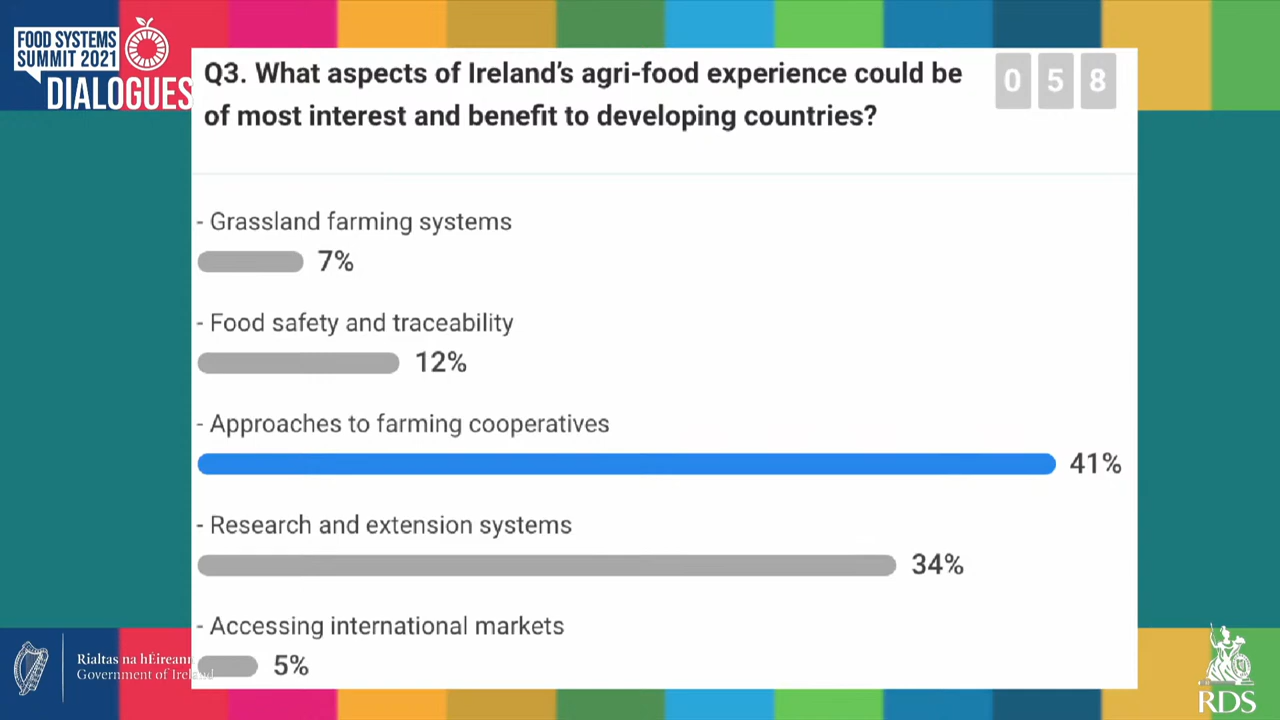 FOOD SYSTEMS
SUMMIT 2021
DIALOGUES
Q3. What aspects of Ireland's agri-food experience could be
of most interest and benefit to developing countries?
0 5 8
- Grassland farming systems
7%
- Food safety and traceability
12%
- Approaches to farming cooperatives
41%
- Research and extension systems
34%
- Accessing international markets
5%
Rialtas na hÉireann
Government of Ireland
RDS